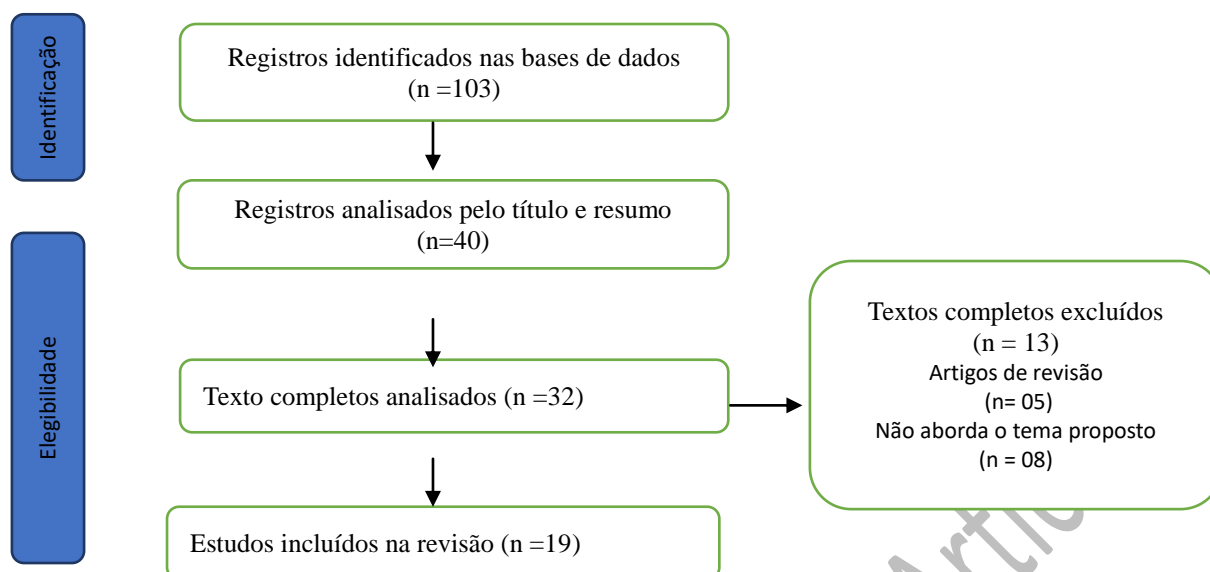 Identificação
Registros identificados nas bases de dados
(n =103)
Registros analisados pelo título e resumo
(n=40)
Elegibilidade
Texto completos analisados (n =32)
Textos completos excluídos
(n = 13)
Artigos de revisão
(n= 05)
Não aborda o tema proposto
(n = 08)
Estudos incluídos na revisão (n =19)